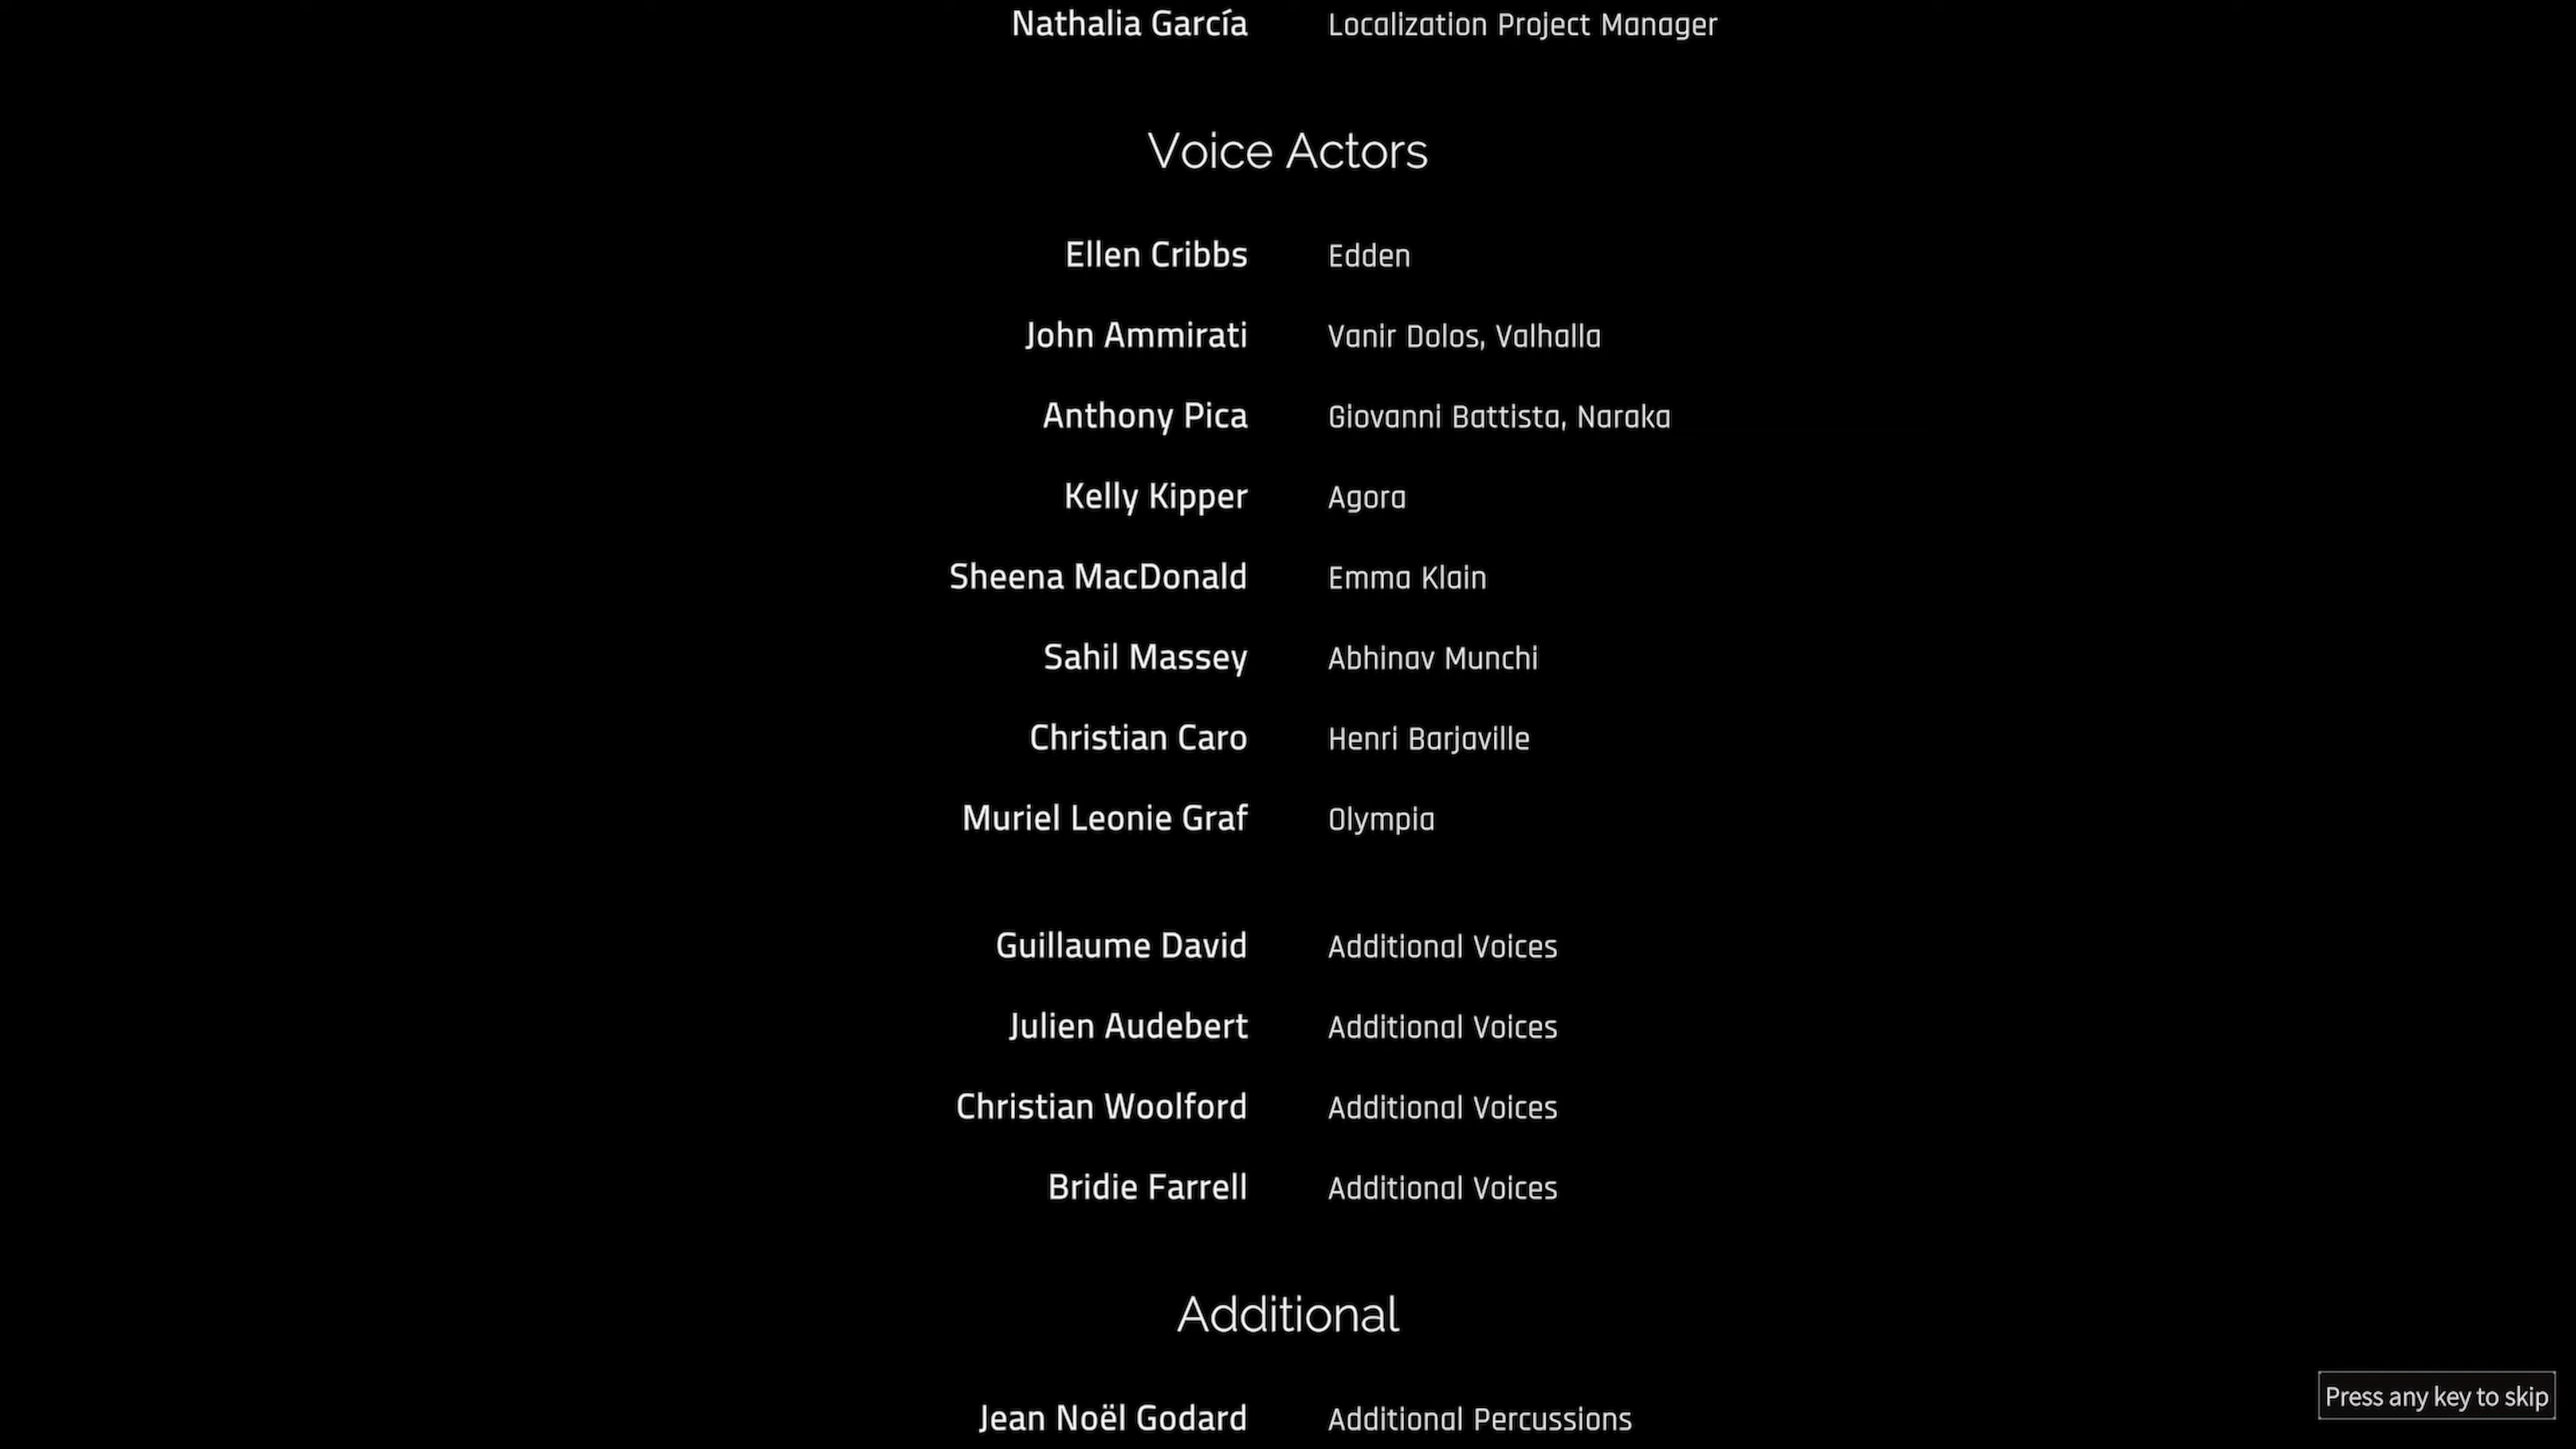 Nathalia García Localization Project Manager
Voice Actors
Ellen Cribbs Edden
John Ammirati Vanir Dolos, Valhalla
Anthony Pica Giovanni Battista, Naraka
Kelly Kipper Agora
Sheena MacDonald Emma Klain
Sahil Massey Abhinav Munchi
Christian Caro Henri Barjaville
Muriel Leonie Graf Olympia
Guillaume David Additional Voices
Julien Audebert Additional Voices
Christian Woolford Additional Voices
Bridie Farrell Additional Voices
Additional
Jean Noël Godard Additional Percussions
Press any key to skip